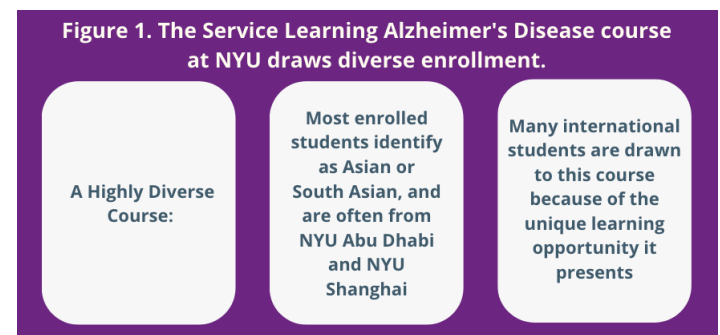 Figure 1. The Service Learning Alzheimer's Disease course
at NYU draws diverse enrollment.
A Highly Diverse
Course:
Most enrolled
students identify
as Asian or
South Asian, and
are often from
NYU Abu Dhabi
and NYU
Shanghai
Many international
students are drawn
to this course
because of the
unique learning
opportunity it
presents